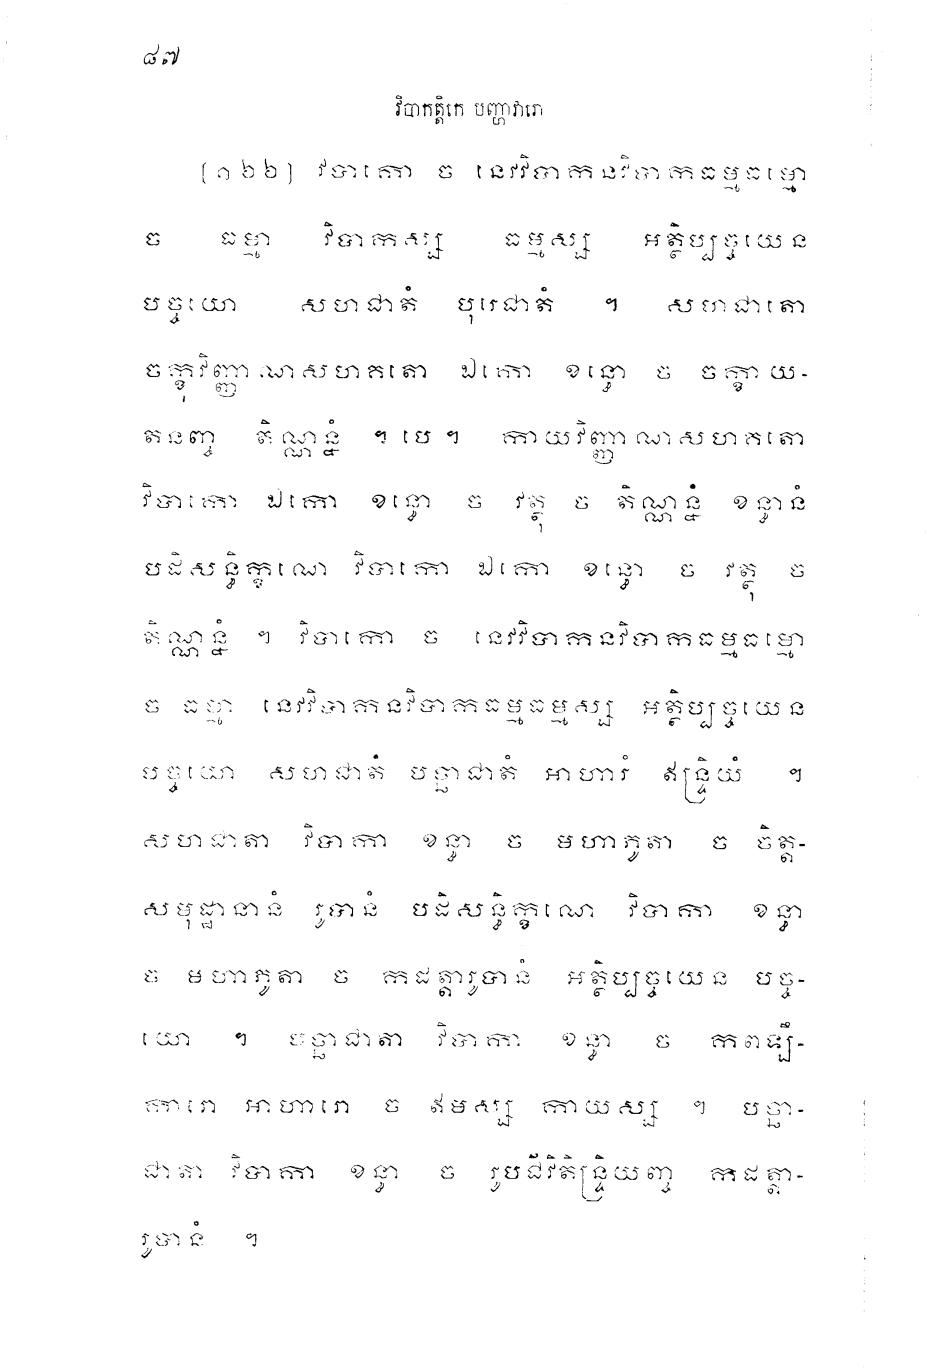 ៨៧
វិបាកត្តិកេ បញ្ហាវារោ
[១៦៦] វិបាកោ ច នេវវិបាកនវិបាកធម្មធម្មោ
ច ធម្មា វិបាកស្ស ធម្មស្ស អត្ថិប្បច្ចយេន
បច្ចយោ សហជាតំ បុរេជាតំ ។ សហជាតោ
ចក្ខុវិញ្ញាណសហគតោ ឯកោ ខន្ធោ ច ចក្ខាយ-
តនញ្ច តិណ្ណន្នំ ។ បេ ។ កាយវិញ្ញាណសហគតោ
វិបាកោ ឯកោ ខន្ធោ ច វត្ថុ ច តិណ្ណន្នំ ខន្ធានំ
បដិសន្ធិក្ខណេ វិបាកោ ឯកោ ខន្ធោ ច វត្ថុ ច
តិណ្ណន្នំ ។ វិបាកោ ច នេវវិបាកនវិបាកធម្មធម្មោ
ច ធម្មា នេវវិបាកនវិបាកធម្មធម្មស្ស អត្ថិប្បច្ចយេន
បច្ចយោ សហជាតំ បច្ឆាជាតំ អាហារំ ឥន្ទ្រិយំ ។
សហជាតា វិបាកា ខន្ធា ច មហាភូតា ច ចិត្ត-
សមុដ្ឋានានំ រូបានំ បដិសន្ធិក្ខណេ វិបាកា ខន្ធា
ច មហាភូតា ច កដត្តារូបានំ អត្ថិប្បច្ចយេន បច្ច-
យោ ។ បច្ឆាជាតា វិបាកា ខន្ធា ច កពឡឹ-
ការោ អាហារោ ច ឥមស្ស កាយស្ស ។ បច្ឆា-
ជាតា វិបាកា ខន្ធា ច រូបជីវិតិន្ទ្រិយញ្ច កដត្តា-
រូបានំ ។